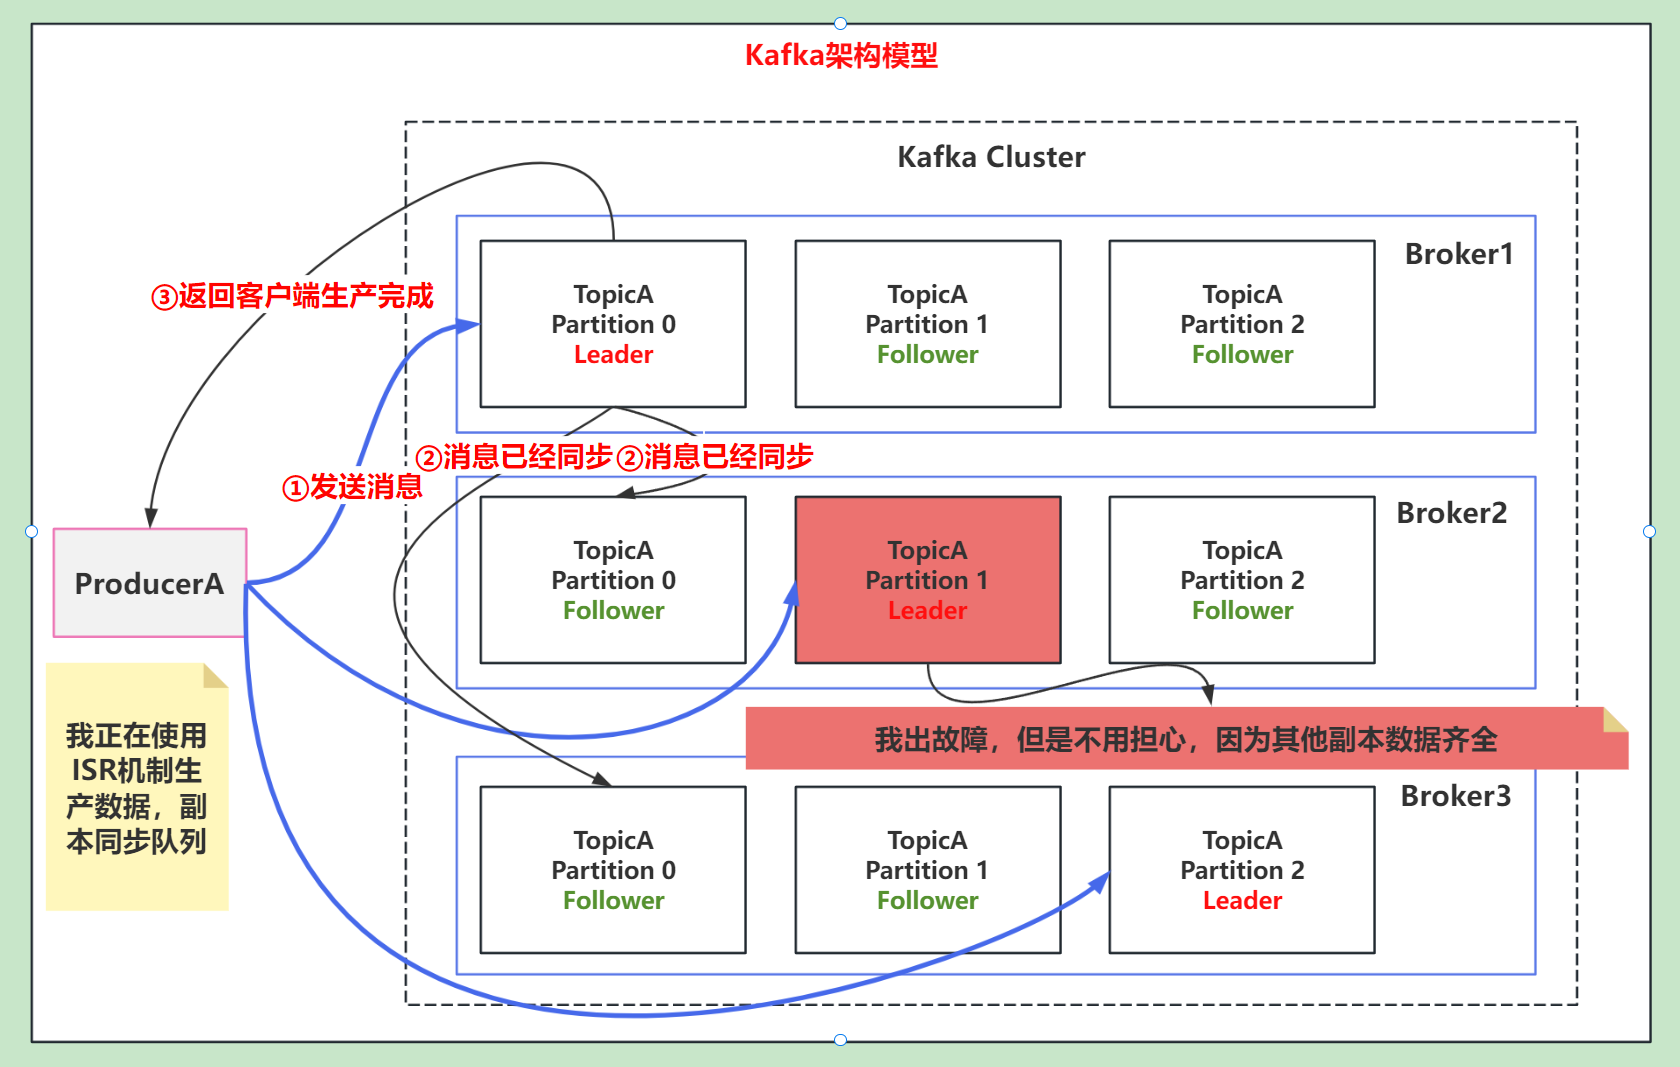 Kafka架构模型
Kafka Cluster
Broker1
TopicA
Partition 0
Leader
TopicA
Partition 1
Follower
TopicA
Partition 2
Follower
③返回客户端生产完成
②消息已经同步
②消息已经同步
①发送消息
Broker2
TopicA
Partition 0
Follower
TopicA
Partition 1
Leader
TopicA
Partition 2
Follower
ProducerA
我正在使用
ISR机制生
产数据，副
本同步队列
我出故障，但是不用担心，因为其他副本数据齐全
Broker3
TopicA
Partition 0
Follower
TopicA
Partition 1
Follower
TopicA
Partition 2
Leader